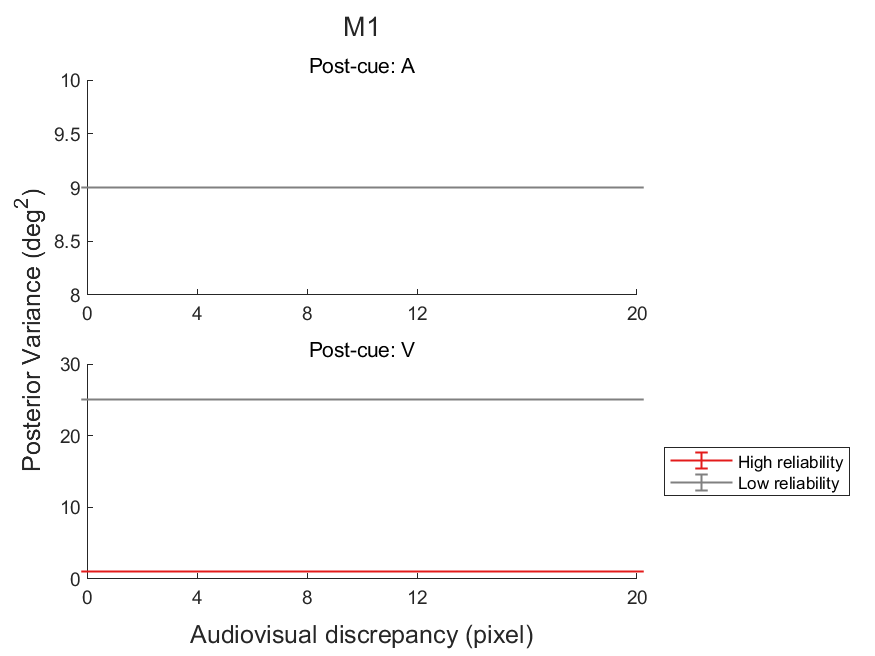 M1
Post-cue: A
10
9.5
9
8.5
8
0 4 8 12 20
Post-cue: V
30
20
10
0
0 4 8 12 20
Posterior Variance (deg²)
Audiovisual discrepancy (pixel)
High reliability
Low reliability